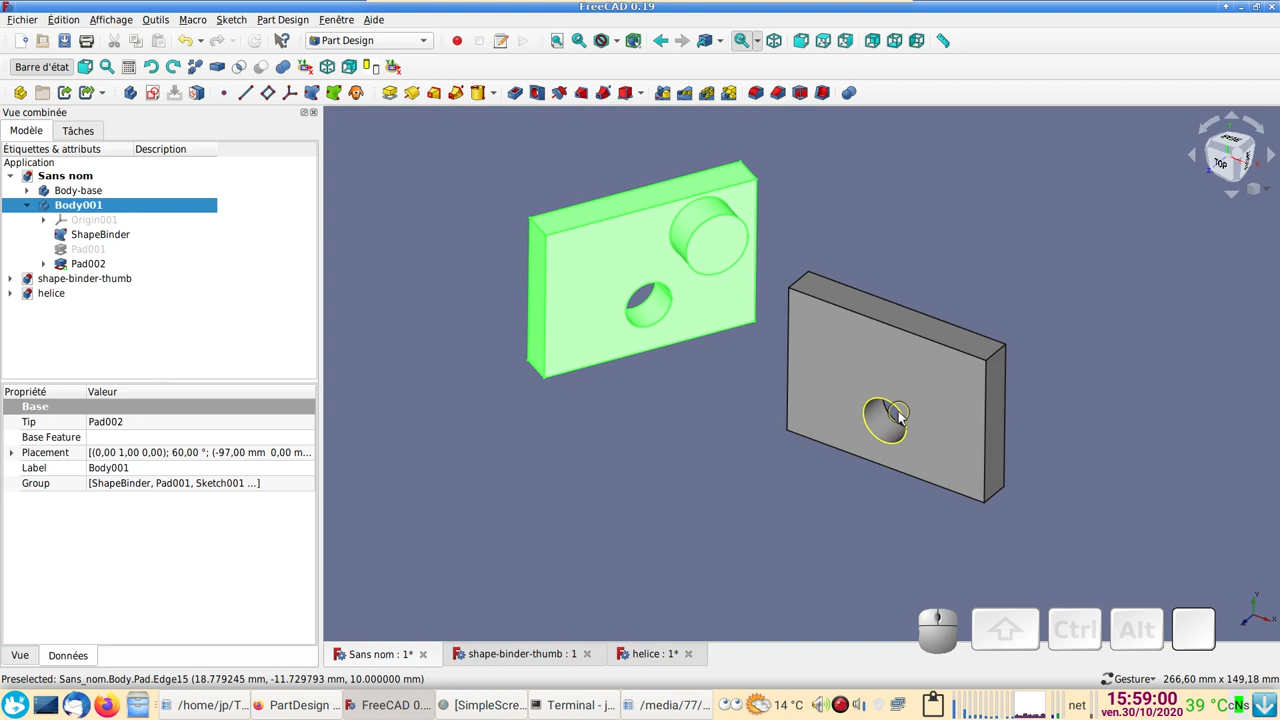 FreeCAD 0.19
Fichier Édition Affichage Outils Macro Sketch Part Design Fenêtre Aide
Part Design
Barre d'état
Vue combinée
Modèle Tâches
Étiquettes & attributs Description
Application
Sans nom
Body-base
Body001
Origin001
ShapeBinder
Pad001
Pad002
shape-binder-thumb
helice
Propriété Valeur
Base
Tip Pad002
Base Feature
Placement [(0,00 1,00 0,00); 60,00 °; (-97,00 mm 0,00 m...
Label Body001
Group [ShapeBinder, Pad001, Sketch001 ...]
TOP
Ctrl Alt
Vue Données
Sans nom : 1* shape-binder-thumb : 1 helice : 1*
Preselected: Sans_nom.Body.Pad.Edge15 (18.779245 mm, -11.729793 mm, 10.000000 mm)
Gesture 266,60 mm x 149,18 mm
/home/jp/T... PartDesign ... FreeCAD 0.... [SimpleScre... Terminal - j... /media/77/... 14 °C net 15:59:00 ven.30/10/2020 39 °C